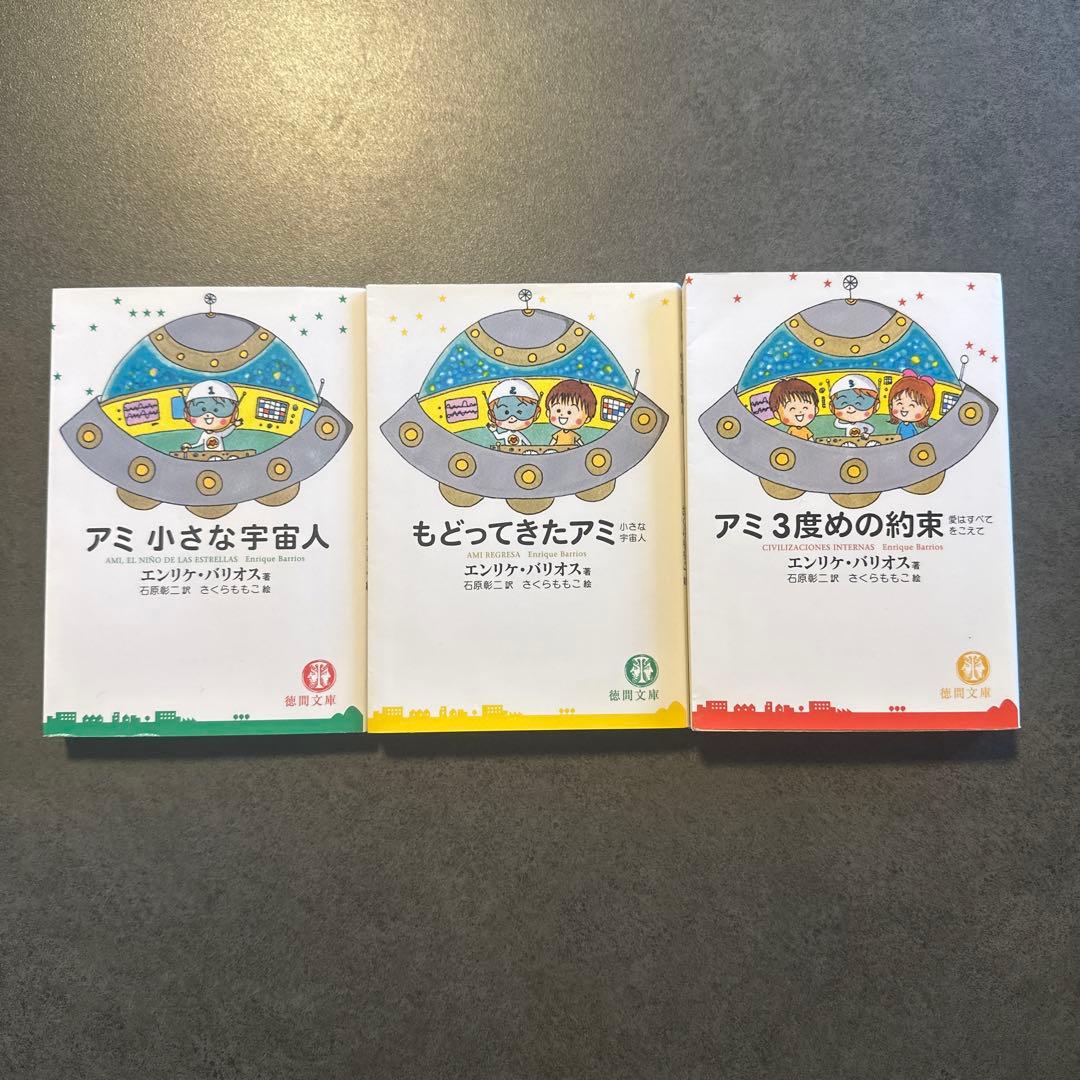 1
アミ 小さな宇宙人
AMI, EL NIÑO DE LAS ESTRELLAS Enrique Barrios
エンリケ・バリオス著
石原彰二訳 さくらももこ絵
徳間文庫
2
もどってきたアミ 小さな宇宙人
AMI REGRESA Enrique Barrios
エンリケ・バリオス著
石原彰二訳 さくらももこ絵
徳間文庫
3
アミ 3度めの約束 愛はすべてをこえて
CIVILIZACIONES INTERNAS Enrique Barrios
エンリケ・バリオス著
石原彰二訳 さくらももこ絵
徳間文庫